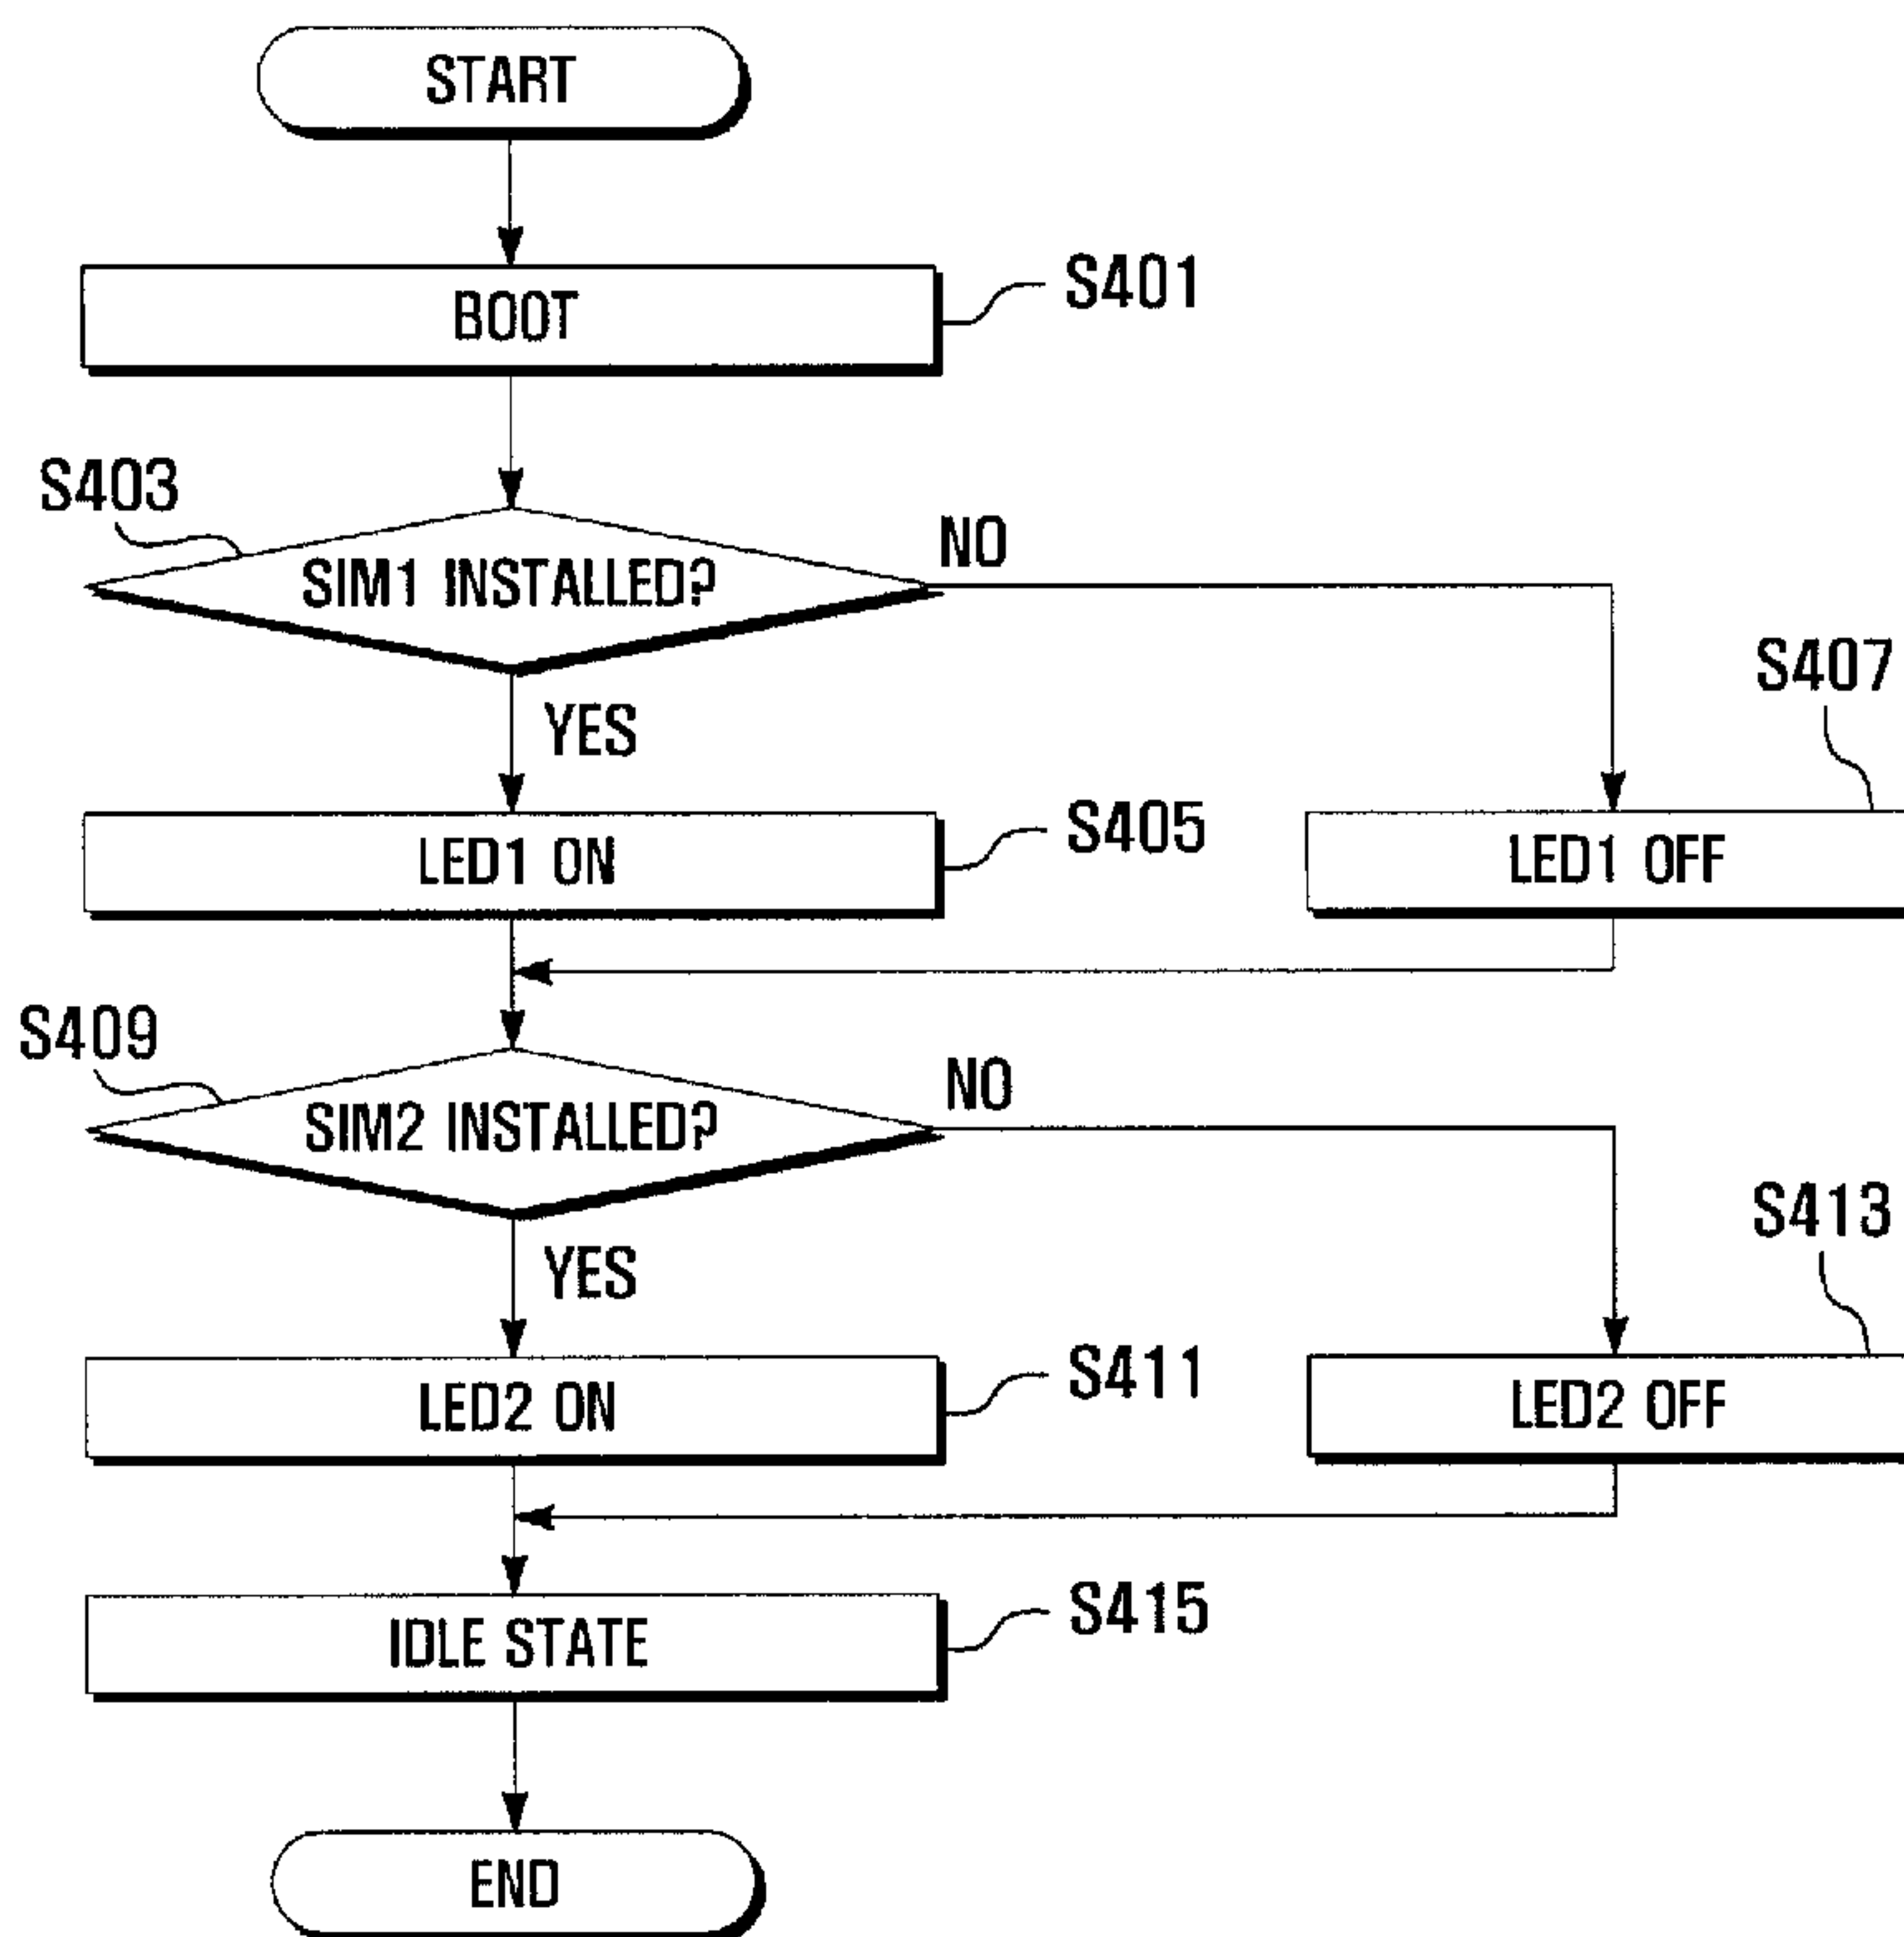 START
BOOT
S401
S403
SIM1 INSTALLED?
NO
YES
S407
LED1 ON
S405
LED1 OFF
S409
SIM2 INSTALLED?
NO
YES
S413
LED2 ON
S411
LED2 OFF
IDLE STATE
S415
END